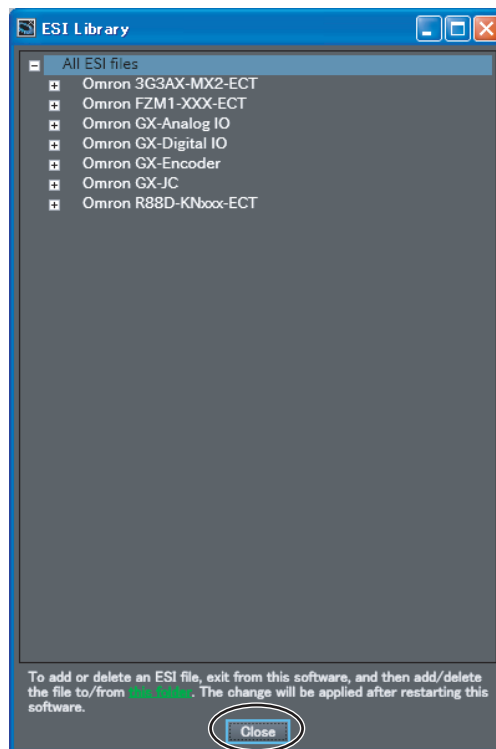 ESI Library
All ESI files
Omron 3G3AX-MX2-ECT
Omron FZM1-XXX-ECT
Omron GX-Analog IO
Omron GX-Digital IO
Omron GX-Encoder
Omron GX-JC
Omron R88D-KNxxx-ECT
To add or delete an ESI file, exit from this software, and then add/delete
the file to/from this folder. The change will be applied after restarting this
software.
Close